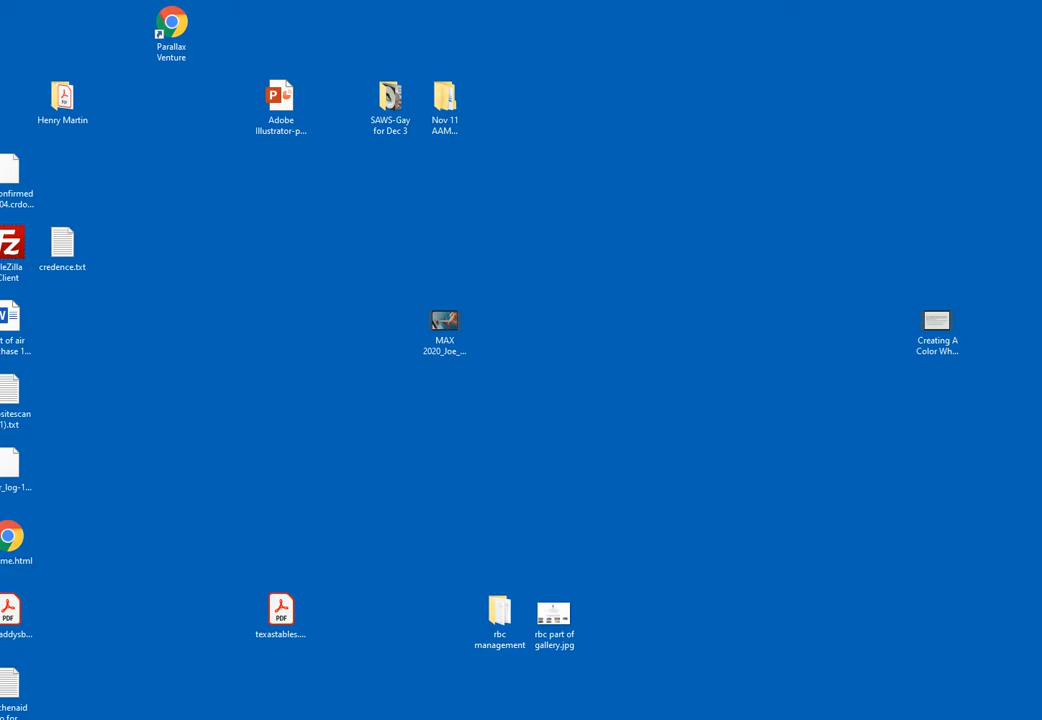 Parallax
Venture
Henry Martin
Adobe
Illustrator-p...
SAWS-Gay
for Dec 3
Nov 11
AAM...
onfirmed
04.crdo...
leZilla
Client
credence.txt
t of air
hase 1...
MAX
2020_Joe_...
Creating A
Color Wh...
sitescan
1).txt
r_log-1...
me.html
addysb...
texastables....
rbc
management
rbc part of
gallery.jpg
chenaid
o for